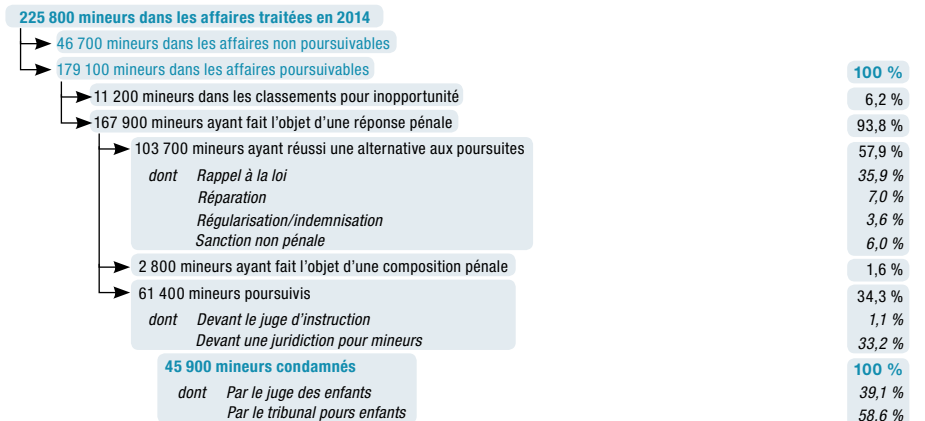 225 800 mineurs dans les affaires traitées en 2014
46 700 mineurs dans les affaires non poursuivables
179 100 mineurs dans les affaires poursuivables 100 %
11 200 mineurs dans les classements pour inopportunité 6,2 %
167 900 mineurs ayant fait l'objet d'une réponse pénale 93,8 %
103 700 mineurs ayant réussi une alternative aux poursuites 57,9 %
dont Rappel à la loi 35,9 %
Réparation 7,0 %
Régularisation/indemnisation 3,6 %
Sanction non pénale 6,0 %
2 800 mineurs ayant fait l'objet d'une composition pénale 1,6 %
61 400 mineurs poursuivis 34,3 %
dont Devant le juge d'instruction 1,1 %
Devant une juridiction pour mineurs 33,2 %
45 900 mineurs condamnés 100 %
dont Par le juge des enfants 39,1 %
Par le tribunal pours enfants 58,6 %